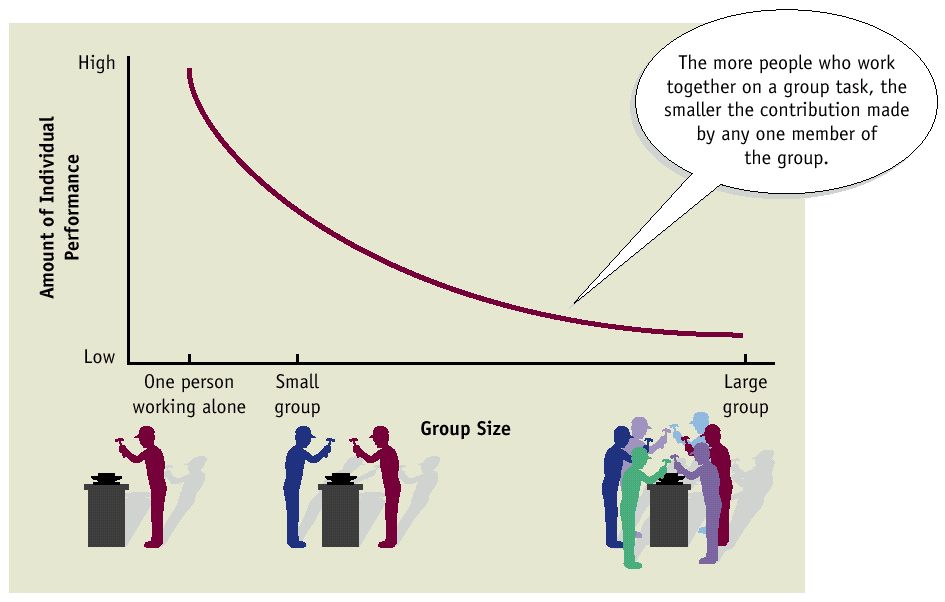 The more people who work
together on a group task, the
smaller the contribution made
by any one member of
the group.
High
Amount of Individual
Performance
Low
One person
working alone
Small
group
Large
group
Group Size